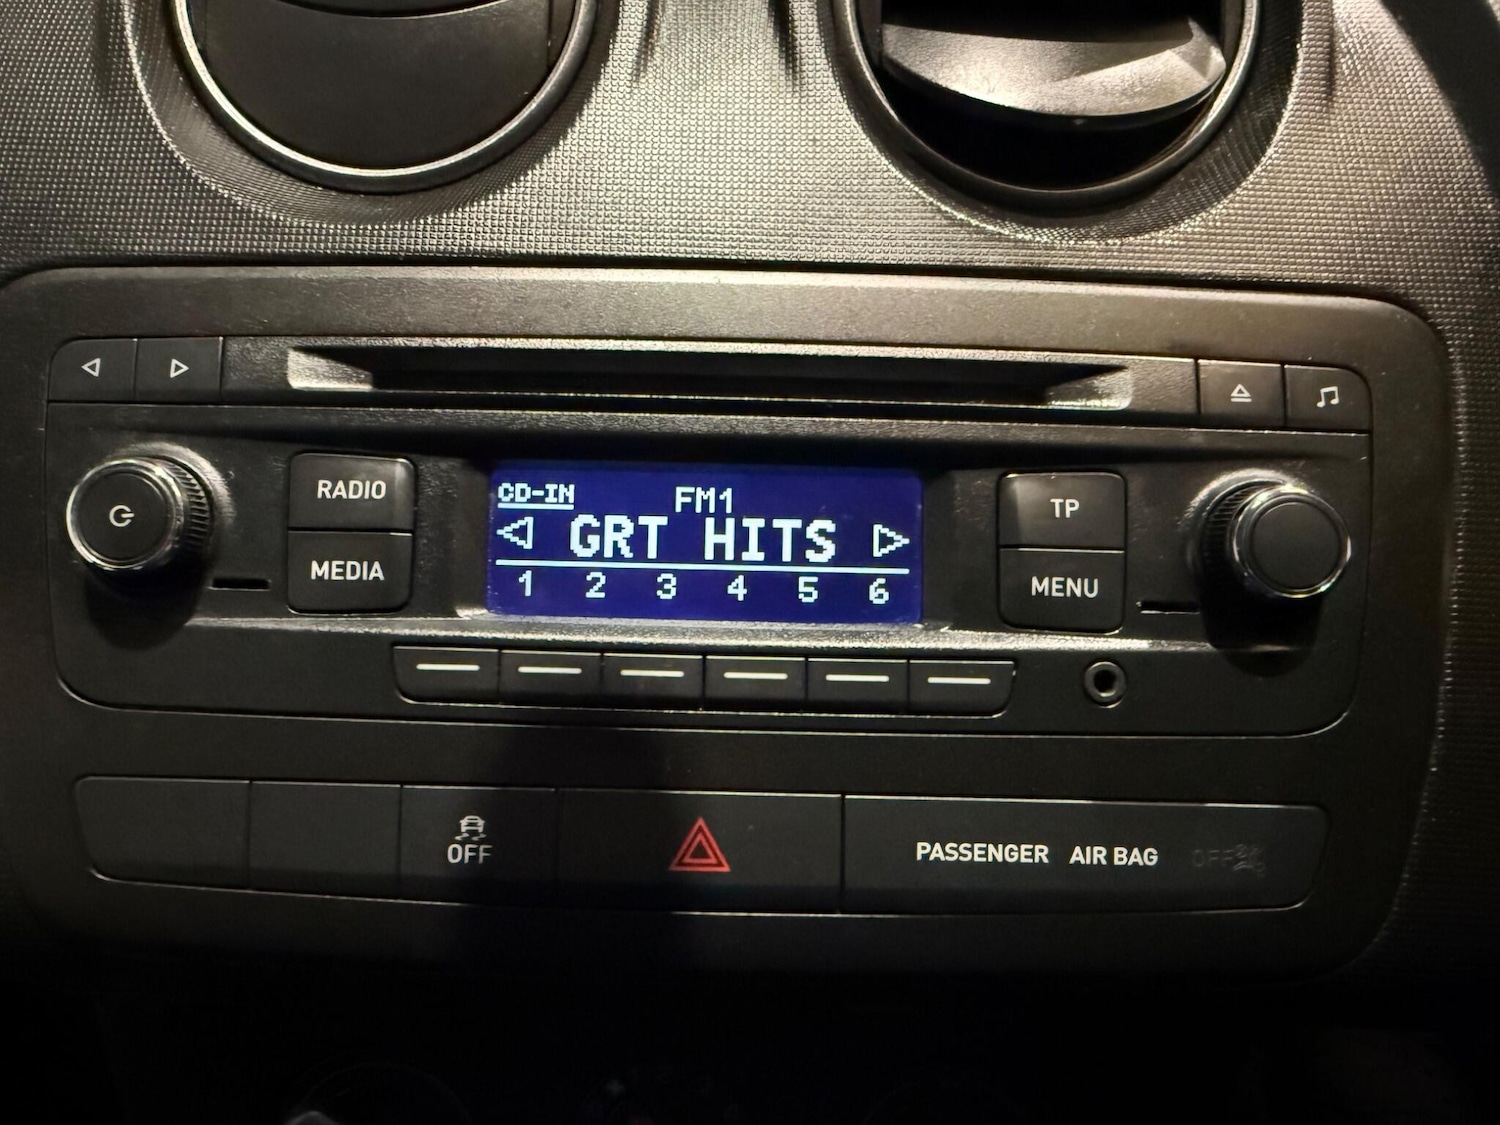 RADIO
MEDIA
CD-IN
FM1
GRT HITS
1 2 3 4 5 6
TP
MENU
OFF
PASSENGER AIR BAG OFF